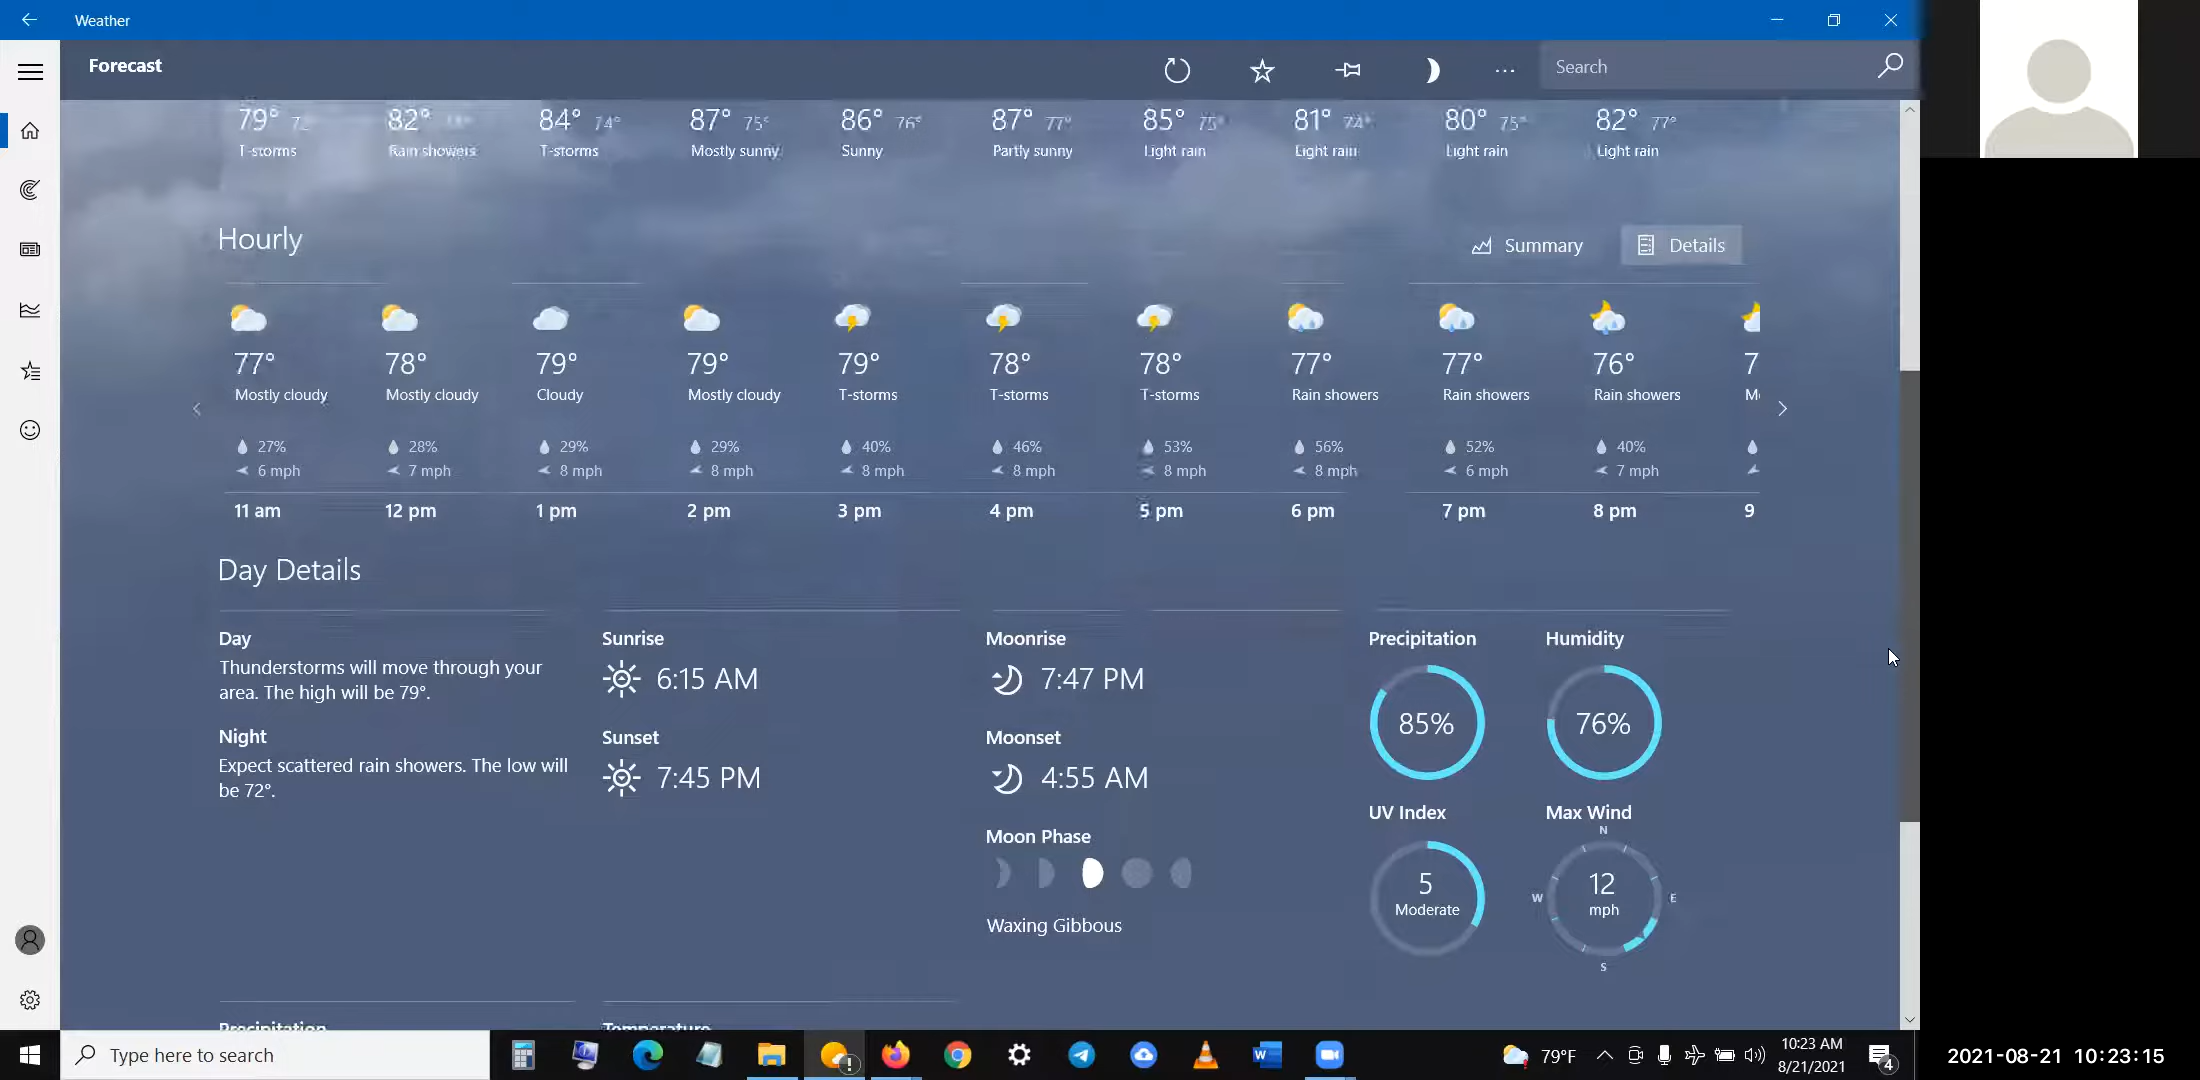 Weather
Forecast
Search
79° 72
82°
84° 74°
87° 75°
86° 76°
87° 77°
85° 75°
81° 74°
80° 75°
82° 77°
T-storms
Rain showers
T-storms
Mostly sunny
Sunny
Partly sunny
Light rain
Light rain
Light rain
Light rain
Hourly
Summary
Details
77°
78°
79°
79°
79°
78°
78°
77°
77°
76°
7
Mostly cloudy
Mostly cloudy
Cloudy
Mostly cloudy
T-storms
T-storms
T-storms
Rain showers
Rain showers
Rain showers
27%
28%
29%
29%
40%
46%
53%
56%
52%
40%
6 mph
7 mph
8 mph
8 mph
8 mph
8 mph
8 mph
8 mph
6 mph
7 mph
11 am
12 pm
1 pm
2 pm
3 pm
4 pm
5 pm
6 pm
7 pm
8 pm
9
Day Details
Day
Thunderstorms will move through your
area. The high will be 79°.
Night
Expect scattered rain showers. The low will
be 72°.
Sunrise
6:15 AM
Sunset
7:45 PM
Moonrise
7:47 PM
Moonset
4:55 AM
Moon Phase
Waxing Gibbous
Precipitation
85%
Humidity
76%
UV Index
5
Moderate
Max Wind
N
W
12
E
mph
S
Precipitation
Temperature
Type here to search
79°F
10:23 AM
8/21/2021
4
2021-08-21 10:23:15